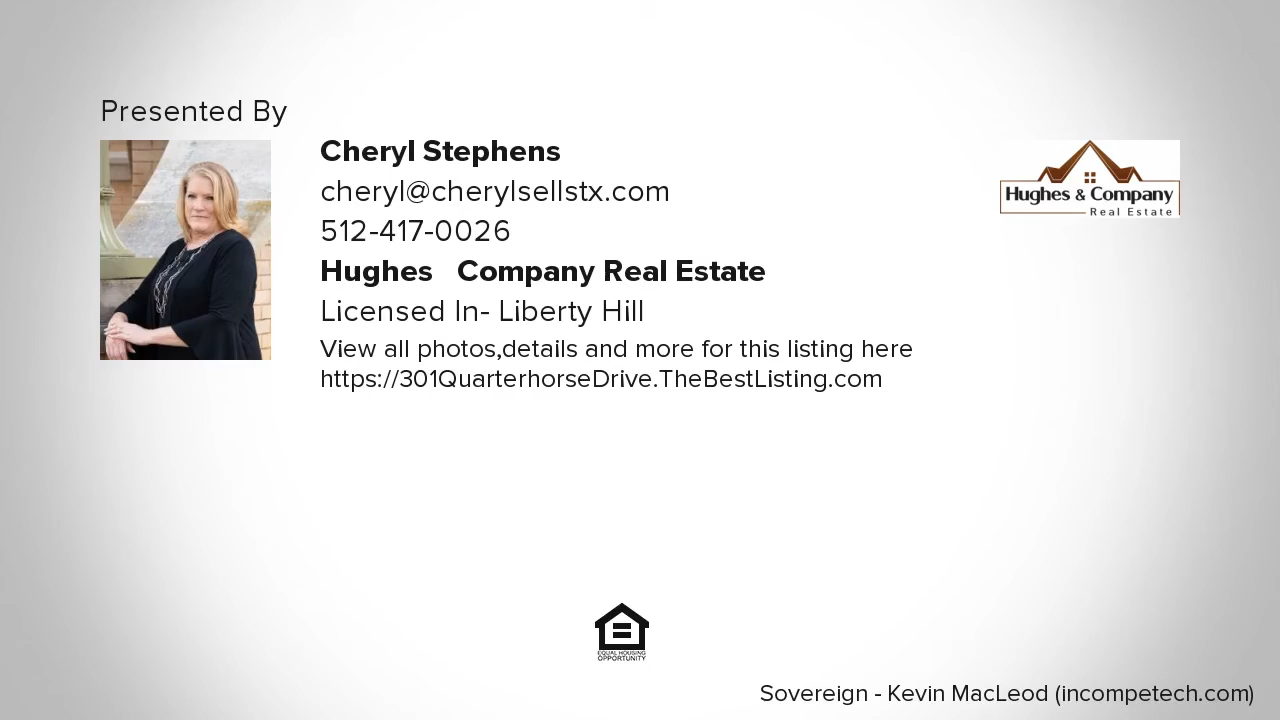 Presented By
Cheryl Stephens
cheryl@cherylsellstx.com
512-417-0026
Hughes   Company Real Estate
Licensed In- Liberty Hill
View all photos,details and more for this listing here
https://301QuarterhorseDrive.TheBestListing.com
Hughes & Company
Real Estate
EQUAL HOUSING
OPPORTUNITY
Sovereign - Kevin MacLeod (incompetech.com)